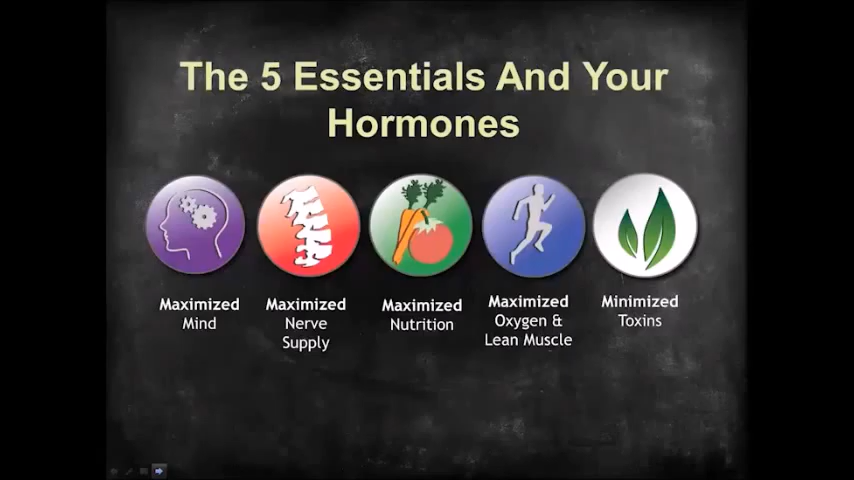 The 5 Essentials And Your
Hormones
Maximized
Mind
Maximized
Nerve
Supply
Maximized
Nutrition
Maximized
Oxygen &
Lean Muscle
Minimized
Toxins